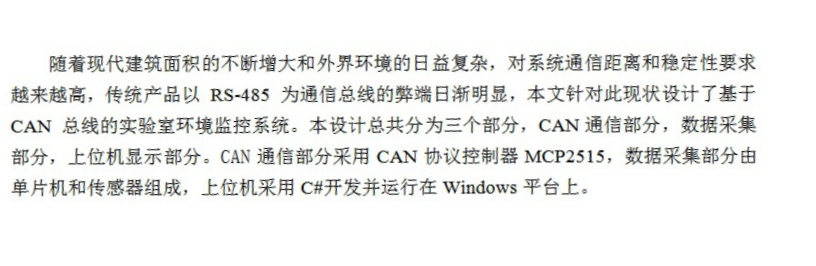 随着现代建筑面积的不断增大和外界环境的日益复杂，对系统通信距离和稳定性要求
越来越高，传统产品以 RS-485 为通信总线的弊端日渐明显，本文针对此现状设计了基于
CAN 总线的实验室环境监控系统。本设计总共分为三个部分，CAN 通信部分，数据采集
部分，上位机显示部分。CAN 通信部分采用 CAN 协议控制器 MCP2515，数据采集部分由
单片机和传感器组成，上位机采用 C#开发并运行在 Windows 平台上。